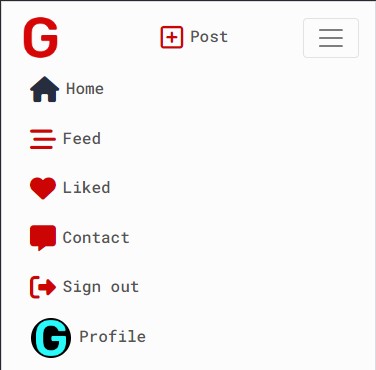 G Post
Home
Feed
Liked
Contact
Sign out
G Profile